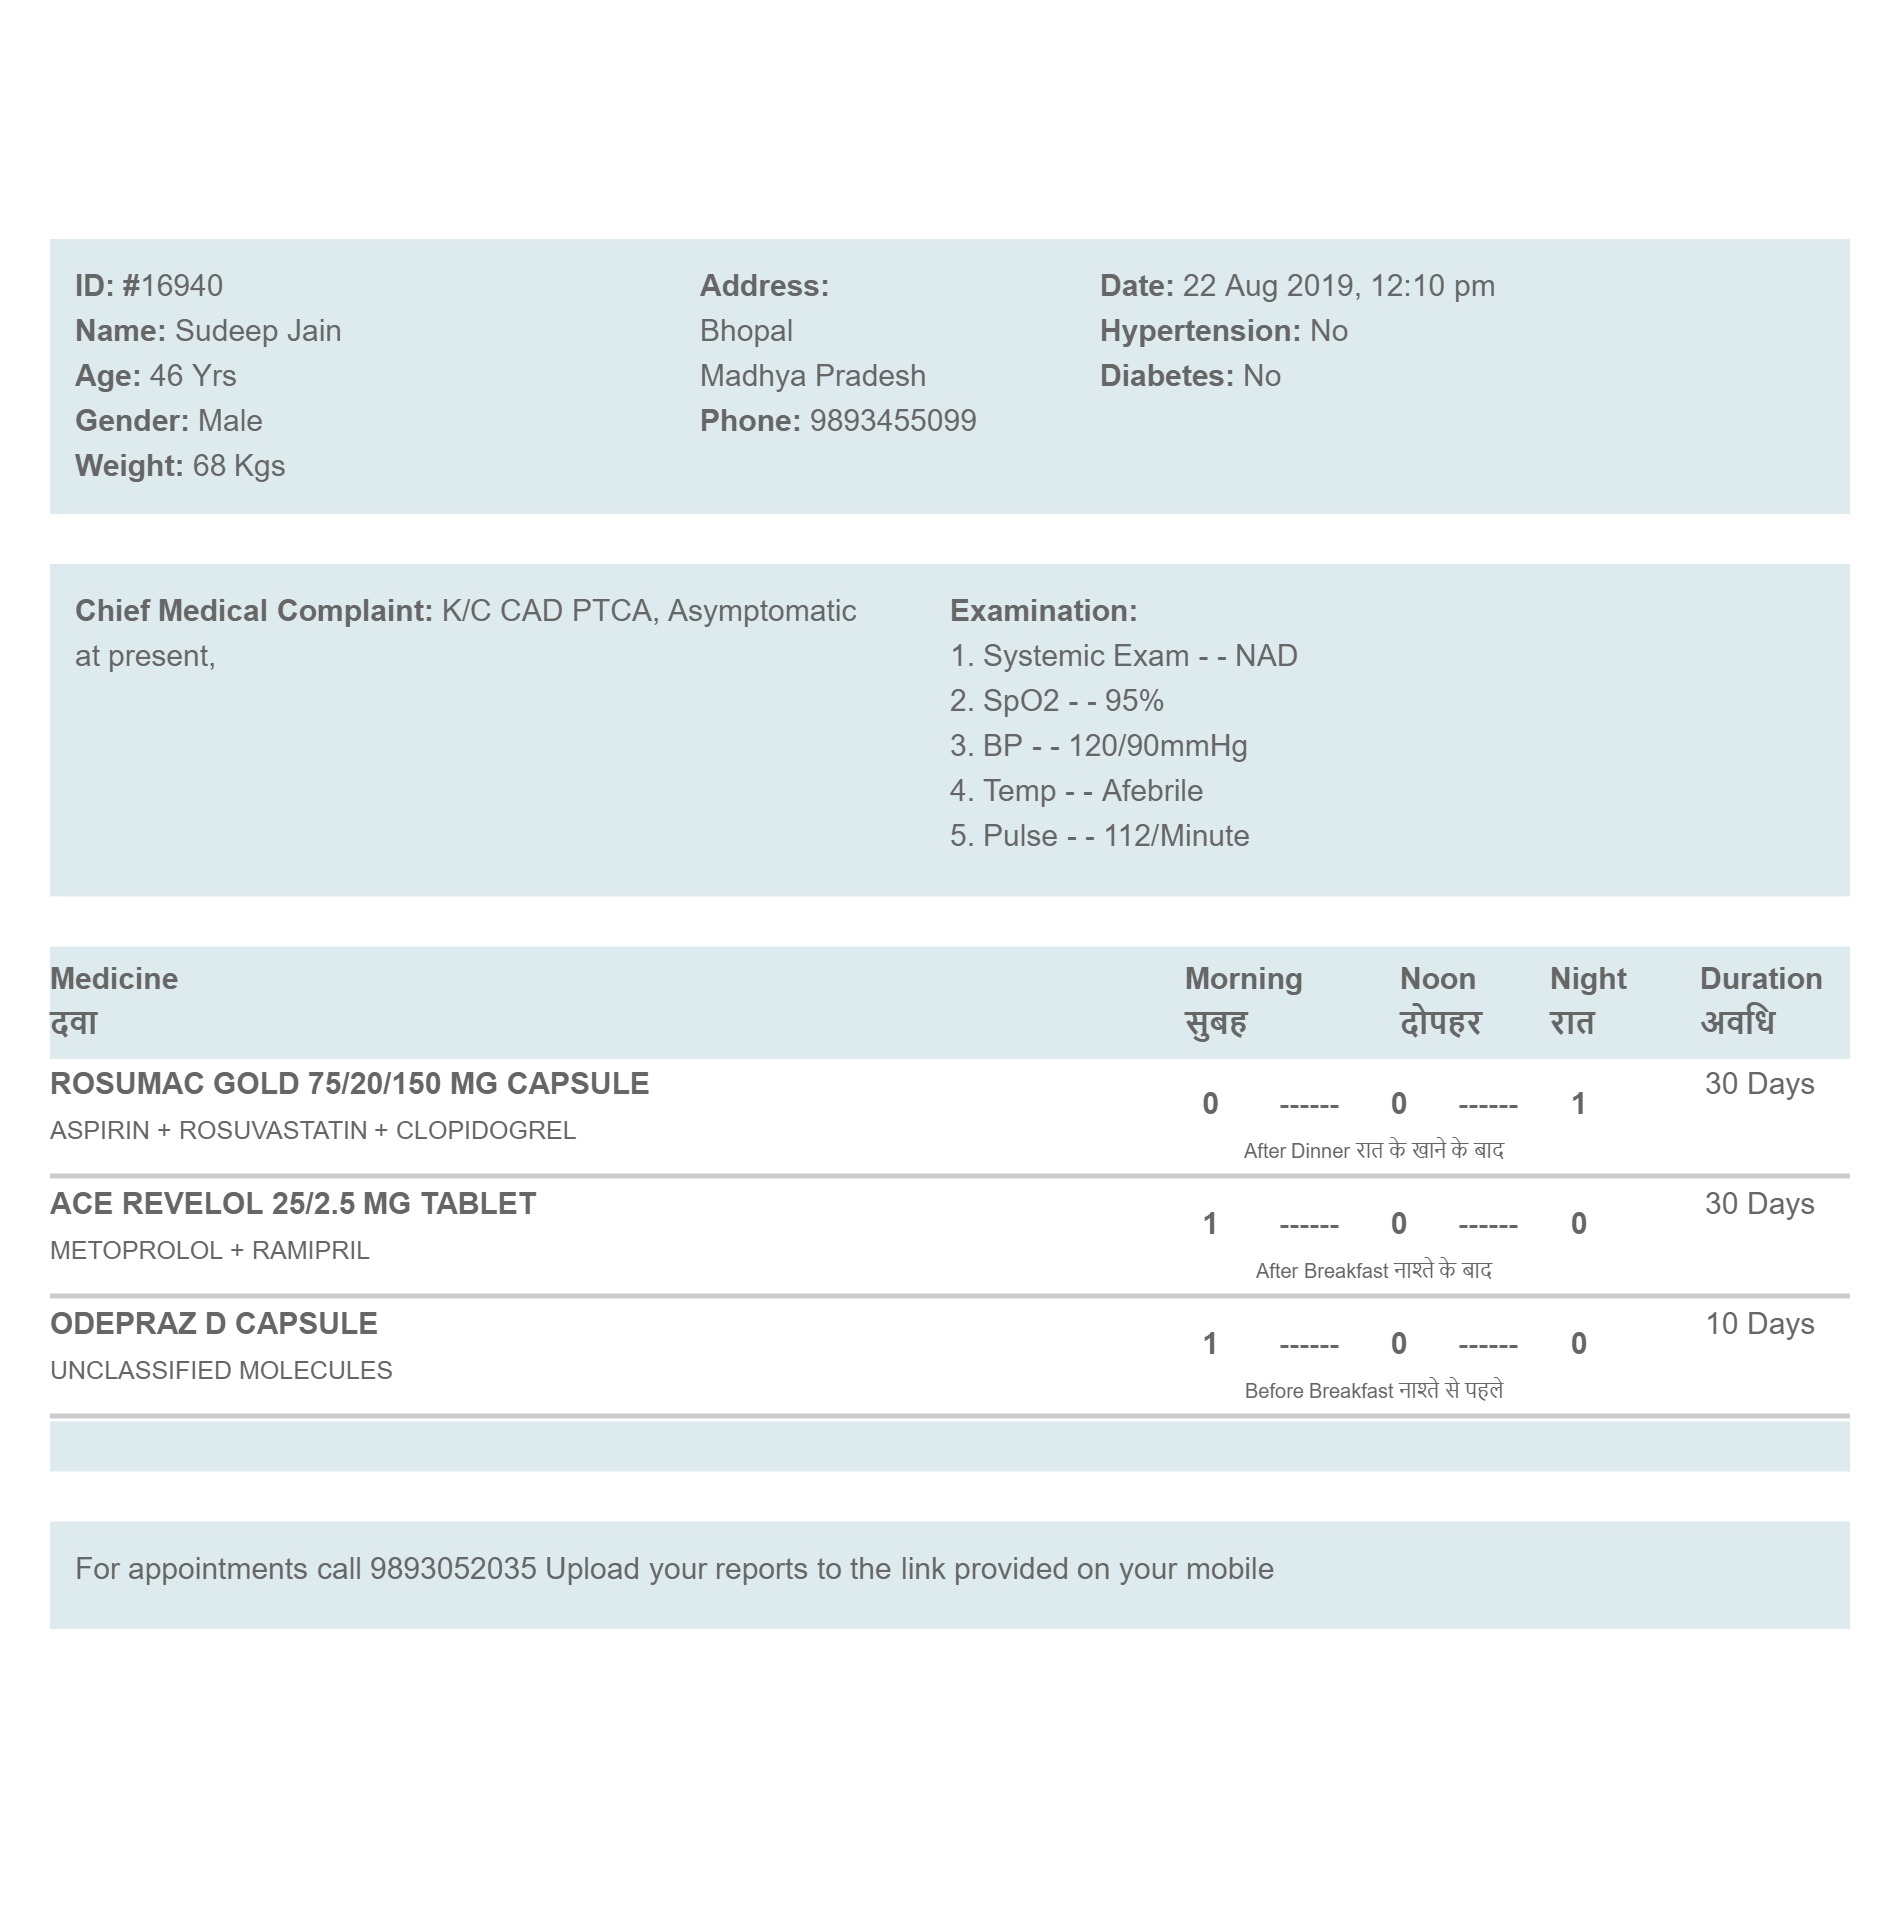 ID: #16940
Name: Sudeep Jain
Age: 46 Yrs
Gender: Male
Weight: 68 Kgs
Address:
Bhopal
Madhya Pradesh
Phone: 9893455099
Date: 22 Aug 2019, 12:10 pm
Hypertension: No
Diabetes: No
Chief Medical Complaint: K/C CAD PTCA, Asymptomatic
at present,
Examination:
1. Systemic Exam - - NAD
2. SpO2 - - 95%
3. BP - - 120/90mmHg
4. Temp - - Afebrile
5. Pulse - - 112/Minute
Medicine Morning Noon Night Duration
दवा सुबह दोपहर रात अवधि
ROSUMAC GOLD 75/20/150 MG CAPSULE 30 Days
0 ------ 0 ------ 1
ASPIRIN + ROSUVASTATIN + CLOPIDOGREL
After Dinner रात के खाने के बाद
ACE REVELOL 25/2.5 MG TABLET 30 Days
1 ------ 0 ------ 0
METOPROLOL + RAMIPRIL
After Breakfast नाश्ते के बाद
ODEPRAZ D CAPSULE 10 Days
1 ------ 0 ------ 0
UNCLASSIFIED MOLECULES
Before Breakfast नाश्ते से पहले
For appointments call 9893052035 Upload your reports to the link provided on your mobile